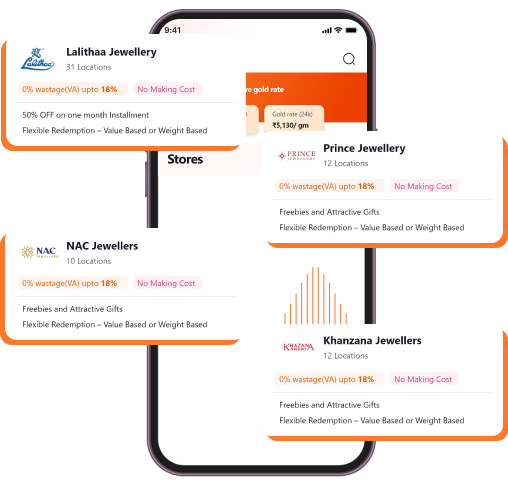 9:41
Lalithaa
Lalithaa Jewellery
31 Locations
0% wastage(VA) upto 18%
No Making Cost
50% OFF on one month Installment
Flexible Redemption – Value Based or Weight Based
ve gold rate
Gold rate (24k)
₹5,130/ gm
Stores
PRINCE
JEWELLERS
Prince Jewellery
12 Locations
0% wastage(VA) upto 18%
No Making Cost
Freebies and Attractive Gifts
Flexible Redemption – Value Based or Weight Based
NAC
JEWELLERS
NAC Jewellers
10 Locations
0% wastage(VA) upto 18%
No Making Cost
Freebies and Attractive Gifts
Flexible Redemption – Value Based or Weight Based
KHAZANA
JEWELLERY
Khanzana Jewellers
12 Locations
0% wastage(VA) upto 18%
No Making Cost
Freebies and Attractive Gifts
Flexible Redemption – Value Based or Weight Based